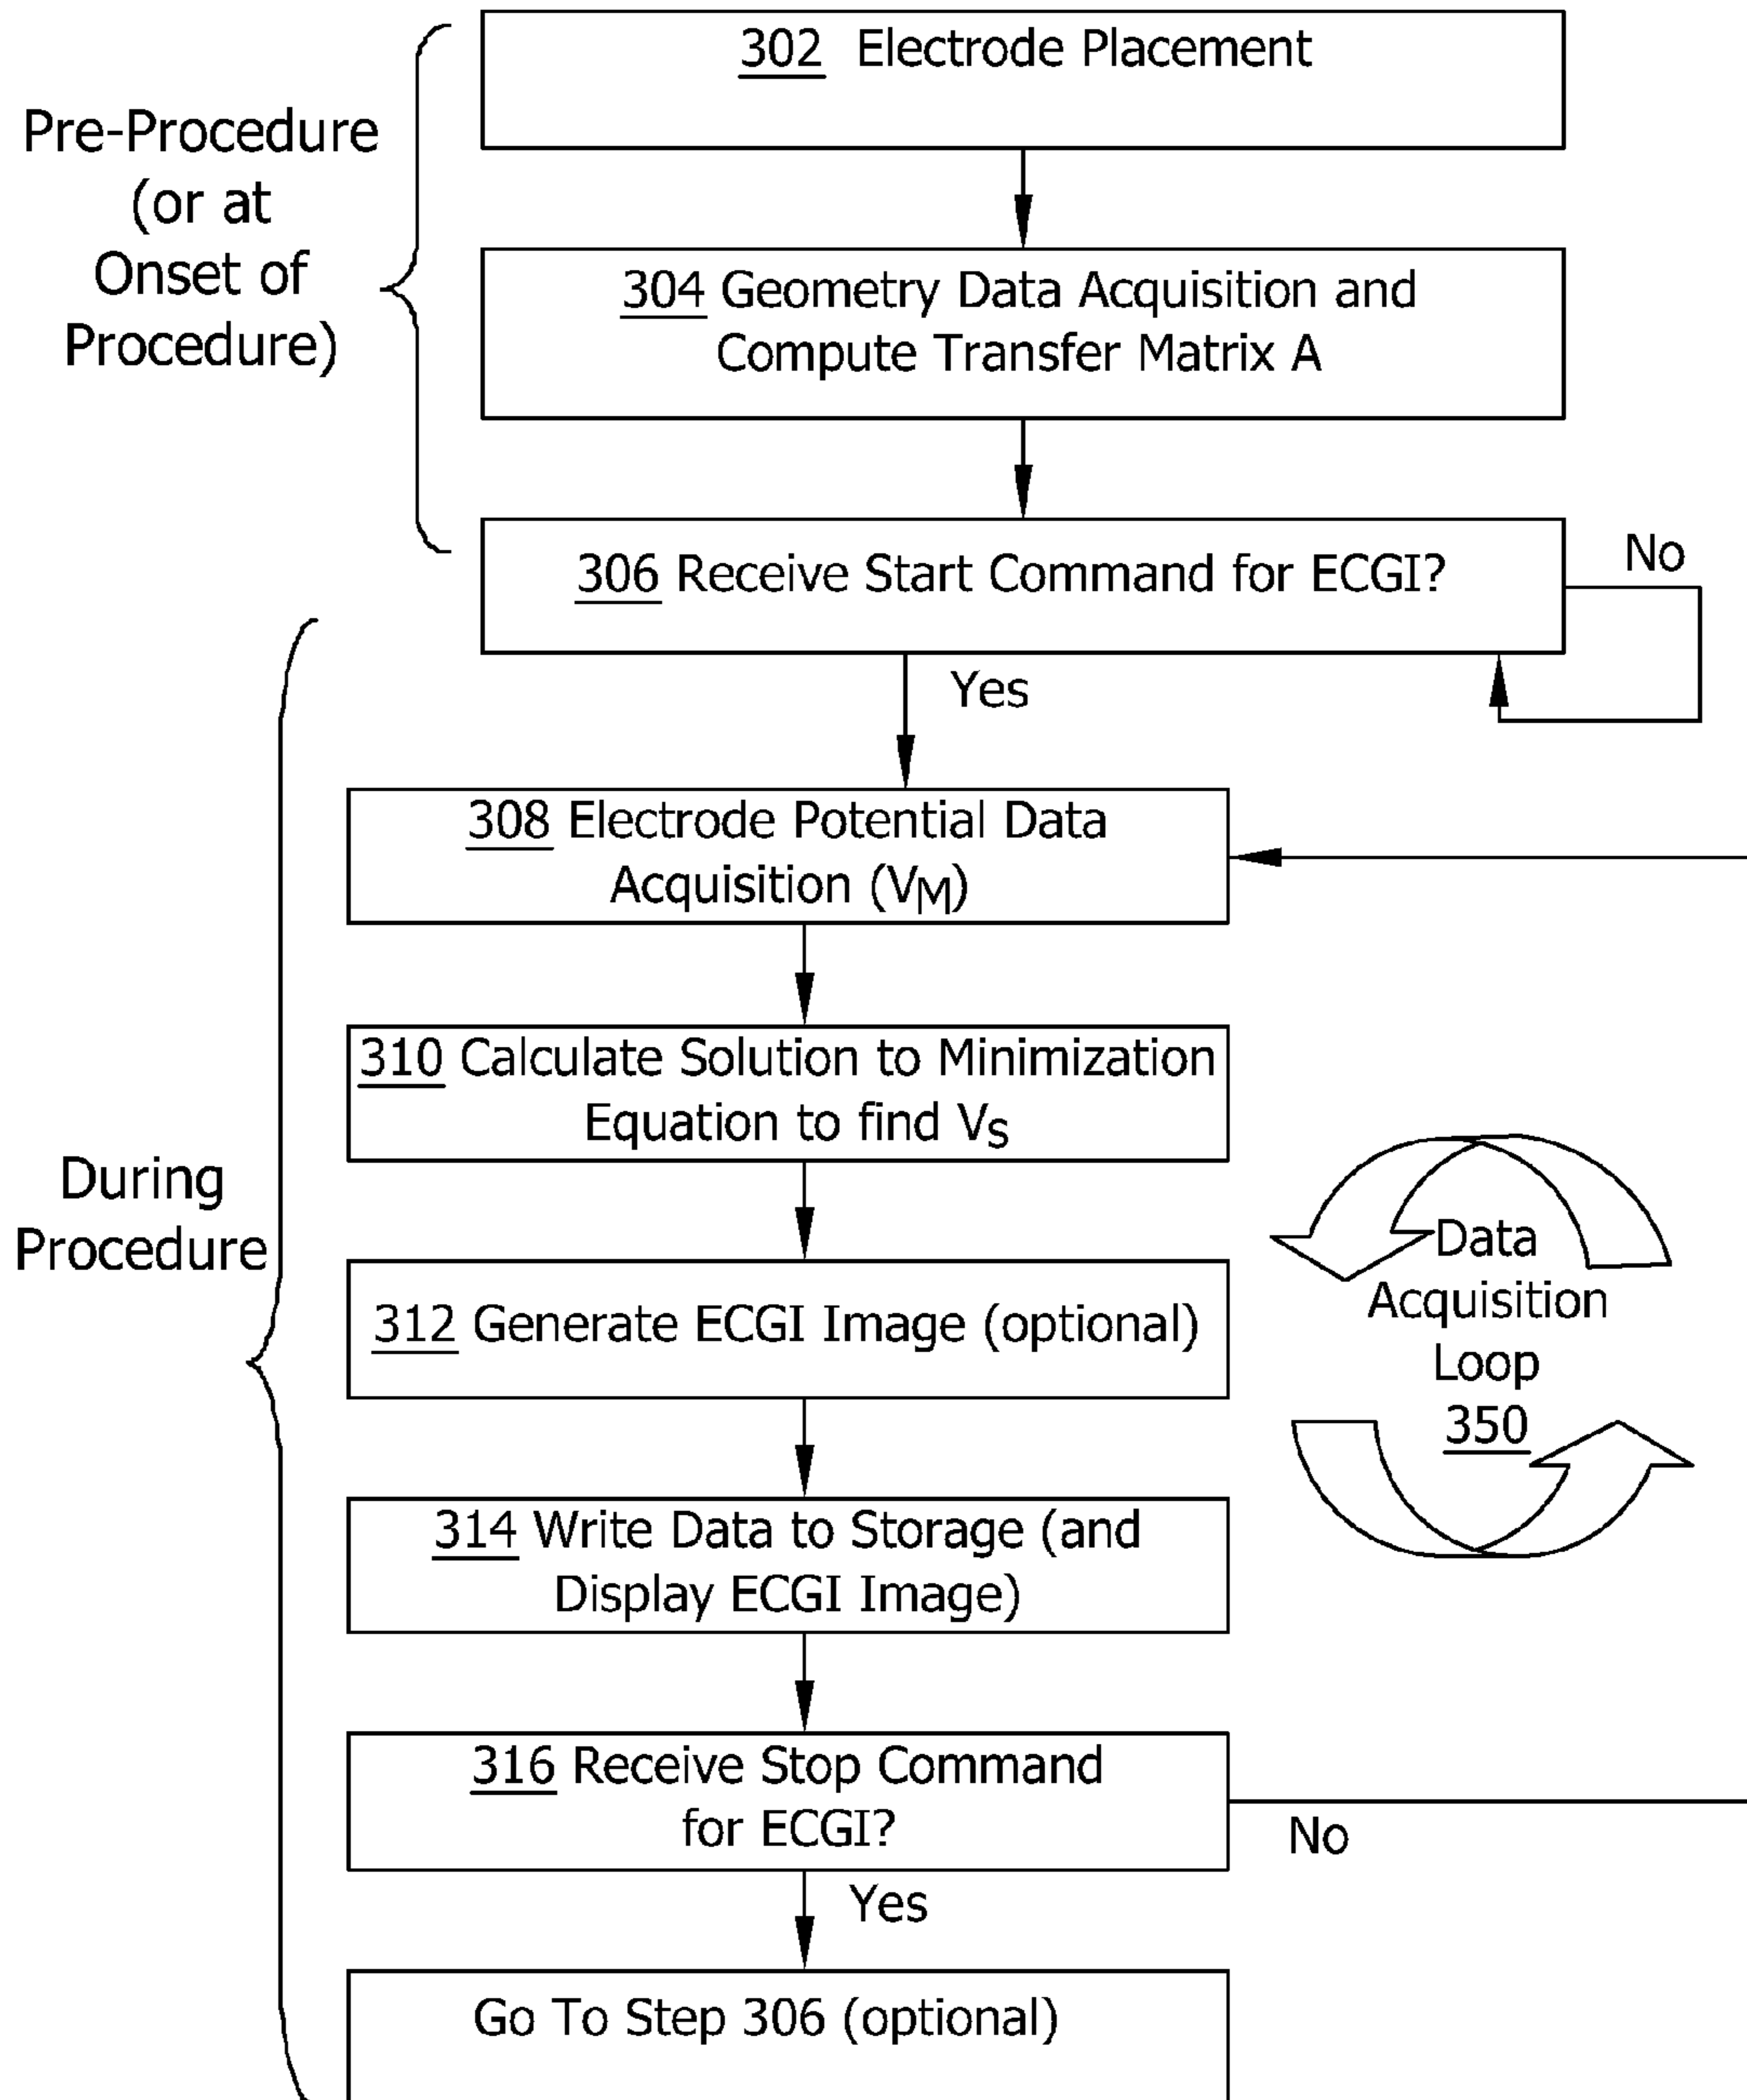 302 Electrode Placement
Pre-Procedure
(or at
Onset of
Procedure)
304 Geometry Data Acquisition and
Compute Transfer Matrix A
306 Receive Start Command for ECGI?
No
Yes
308 Electrode Potential Data
Acquisition (VM)
310 Calculate Solution to Minimization
Equation to find VS
During
Procedure
312 Generate ECGI Image (optional)
Data
Acquisition
Loop
350
314 Write Data to Storage (and
Display ECGI Image)
316 Receive Stop Command
for ECGI?
No
Yes
Go To Step 306 (optional)